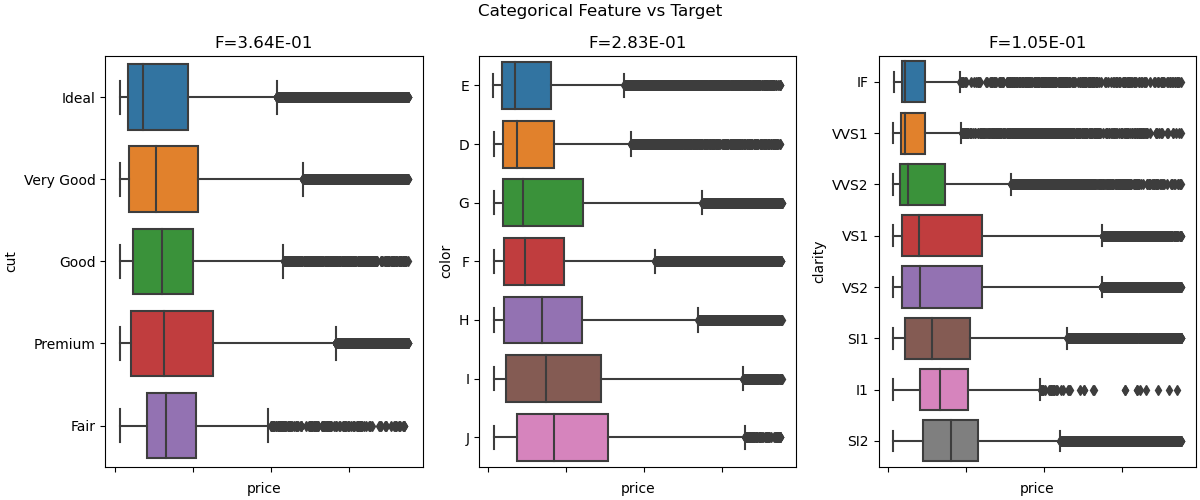 Categorical Feature vs Target
F=3.64E-01
cut
Ideal
Very Good
Good
Premium
Fair
price
F=2.83E-01
color
E
D
G
F
H
I
J
price
F=1.05E-01
clarity
IF
VVS1
VVS2
VS1
VS2
SI1
I1
SI2
price